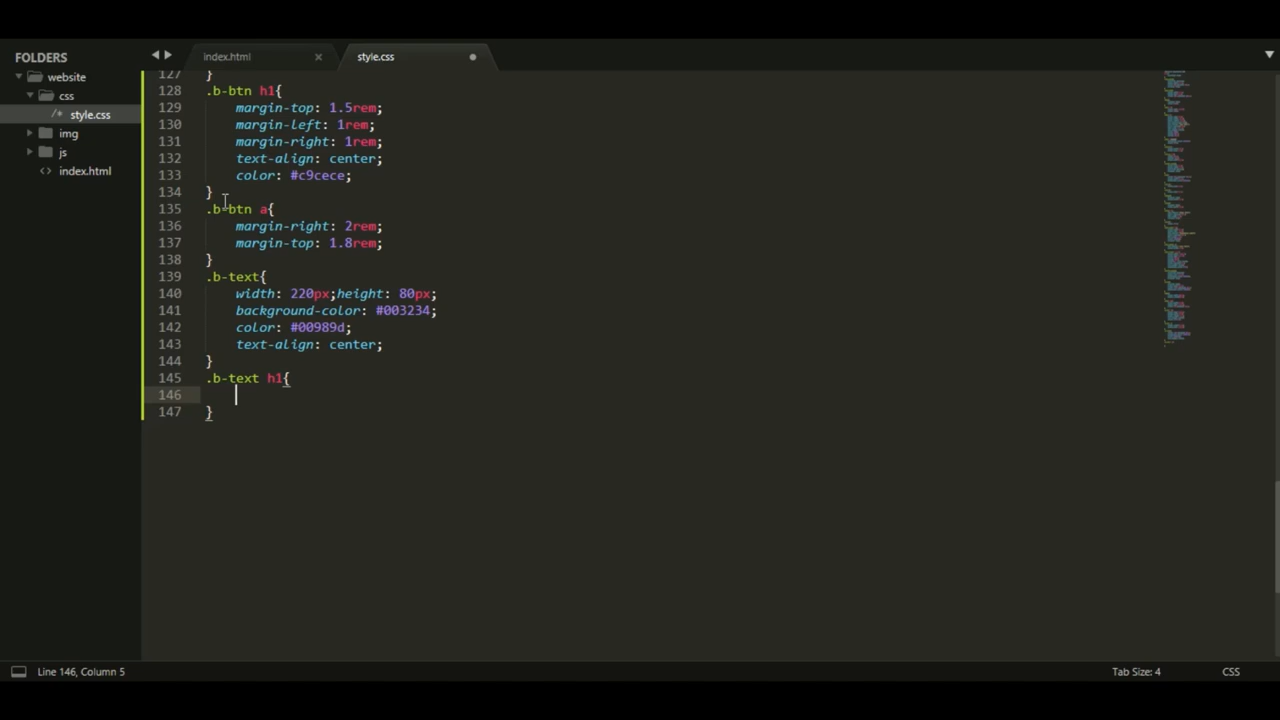 FOLDERS
website
css
/* style.css
img
js
<> index.html
index.html ×
style.css
127 }
128 .b-btn h1{
129 margin-top: 1.5rem;
130 margin-left: 1rem;
131 margin-right: 1rem;
132 text-align: center;
133 color: #c9cece;
134 }
135 .b-btn a{
136 margin-right: 2rem;
137 margin-top: 1.8rem;
138 }
139 .b-text{
140 width: 220px;height: 80px;
141 background-color: #003234;
142 color: #00989d;
143 text-align: center;
144 }
145 .b-text h1{
146
147 }
Line 146, Column 5
Tab Size: 4
CSS